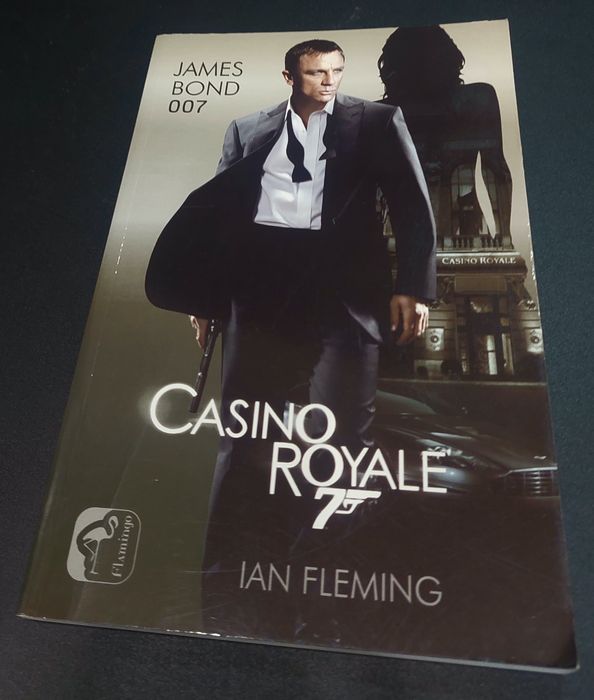 JAMES
BOND
007
CASINO ROYALE
CASINO
ROYALE
007
IAN FLEMING
Flamingo